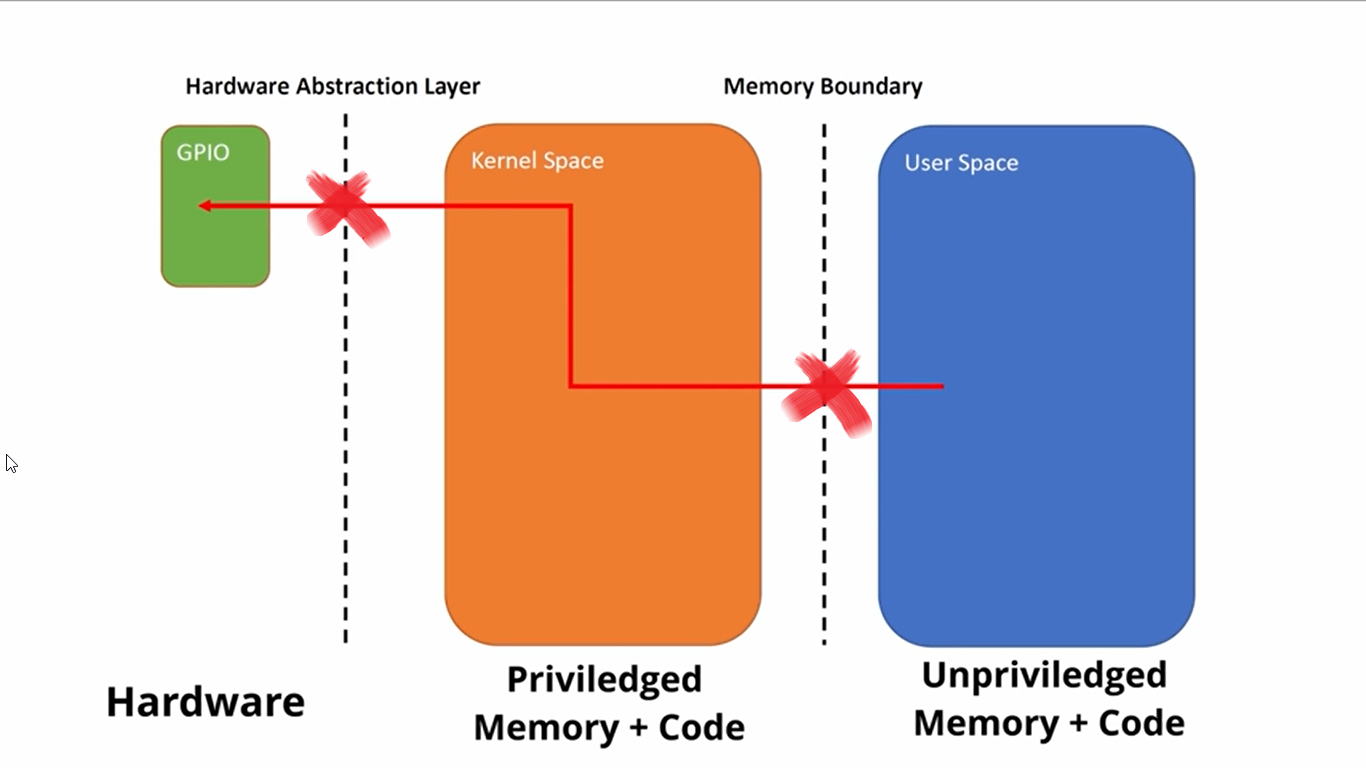 Hardware Abstraction Layer
Memory Boundary
GPIO
Kernel Space
User Space
Hardware
Priviledged
Memory + Code
Unpriviledged
Memory + Code